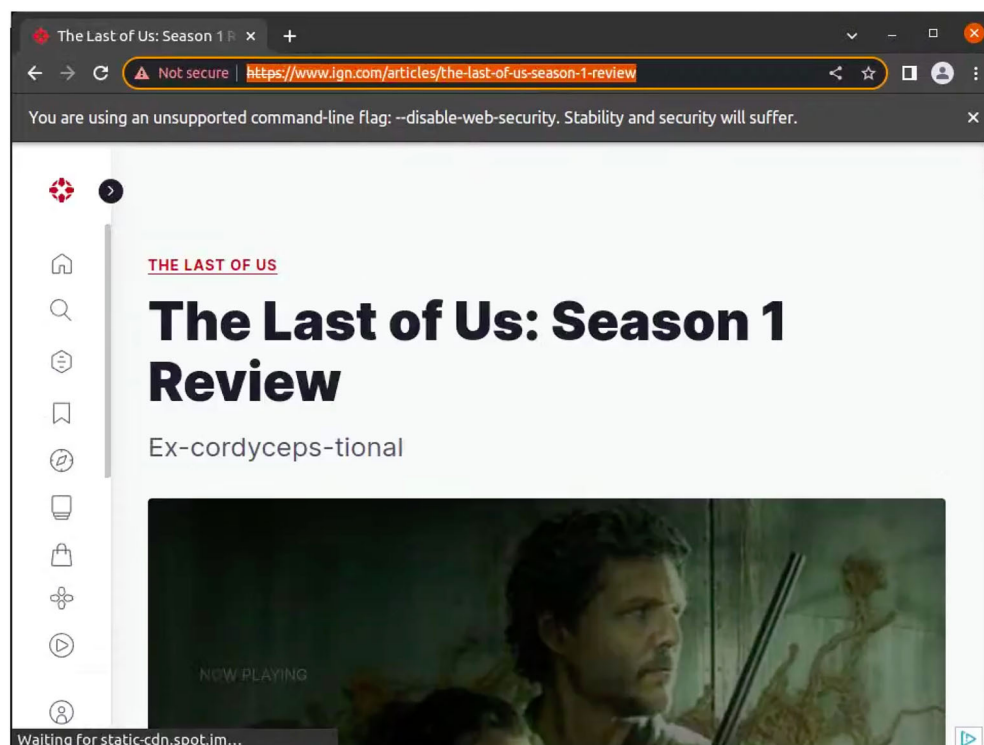 The Last of Us: Season 1 R
Not secure
https://www.ign.com/articles/the-last-of-us-season-1-review
You are using an unsupported command-line flag: --disable-web-security. Stability and security will suffer.
THE LAST OF US
The Last of Us: Season 1
Review
Ex-cordyceps-tional
NOW PLAYING
Waiting for static-cdn.spot.im...